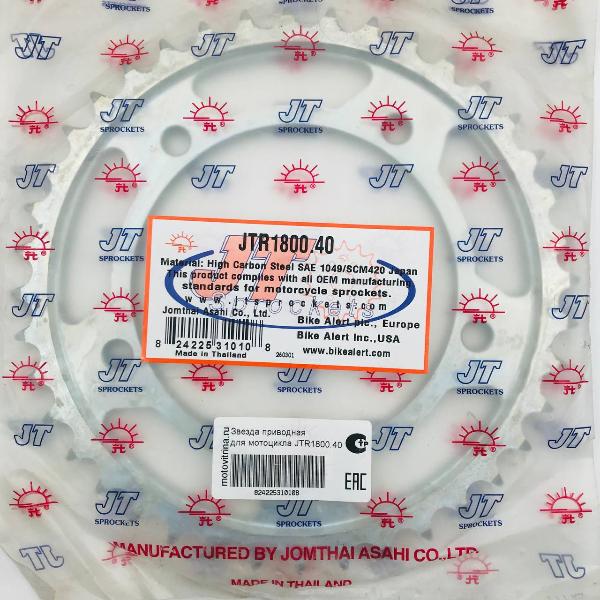 JT
SPROCKETS
JTR1800.40
Material: High Carbon Steel SAE 1049/SCM420 Japan
This product complies with all OEM manufacturing
standards for motorcycle sprockets.
www.jtsprockets.com
Jomthai Asahi Co., Ltd.
Bike Alert plc., Europe
Bike Alert Inc.,USA
8 24225 31010 8
Made in Thailand
260301
www.bikealert.com
motovitrina.ru
Звезда приводная
для мотоцикла JTR1800.40
824225310108
EAC
MANUFACTURED BY JOMTHAI ASAHI CO.,LTD.
MADE IN THAILAND